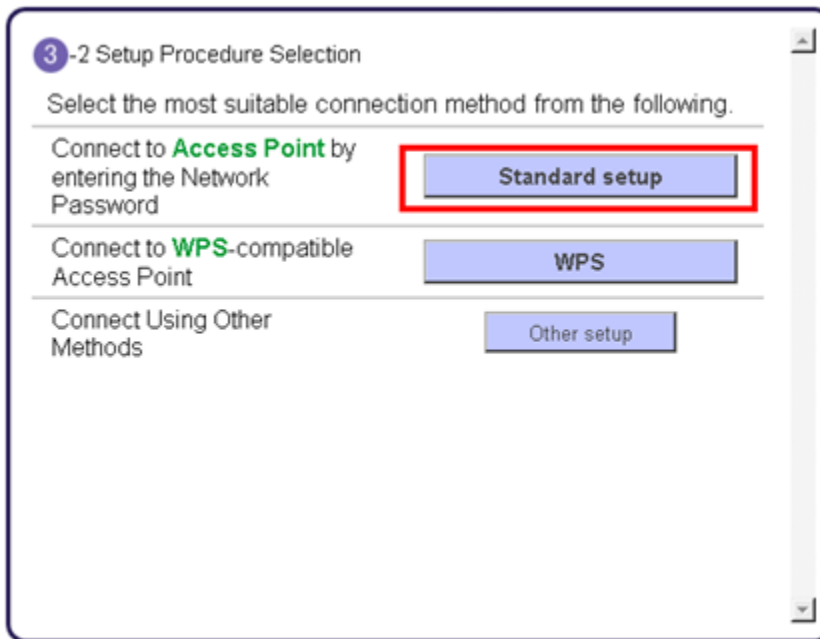 3-2 Setup Procedure Selection
Select the most suitable connection method from the following.
Connect to Access Point by
entering the Network
Password
Standard setup
Connect to WPS-compatible
Access Point
WPS
Connect Using Other
Methods
Other setup